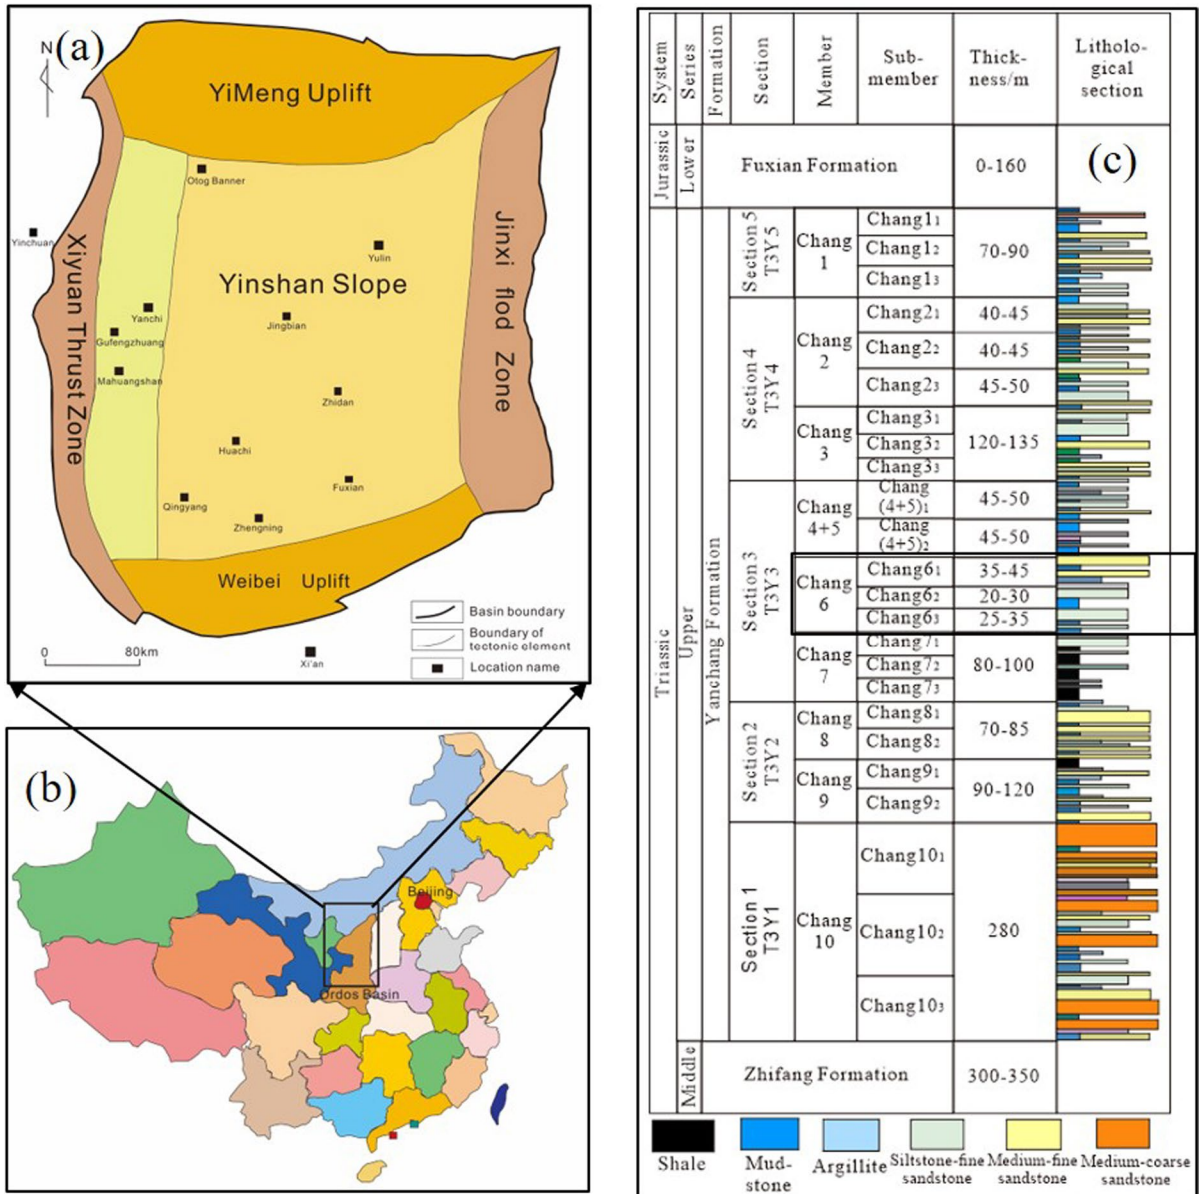 (a)
N
YiMeng Uplift
Otog Banner
Yinchuan
Yulin
Xiyuan Thrust Zone
Jinxi flod Zone
Yinshan Slope
Yanchi
Jingbian
Gufengzhuang
Mahuangshan
Zhidan
Huachi
Fuxian
Qingyang
Zhengning
Weibei Uplift
Basin boundary
Boundary of
tectonic element
Location name
0 80km
Xi'an
(b)
Beijing
Ordos Basin
(c)
System
Series
Formation
Section
Member
Sub-
member
Thick-
ness/m
Litholo-
gical
section
Jurassic
Lower
Fuxian Formation
0-160
Triassic
Upper
Yanchang Formation
Section5
T3Y5
Chang
1
Chang11
Chang12
Chang13
70-90
Section4
T3Y4
Chang
2
Chang21
40-45
Chang22
40-45
Chang23
45-50
Chang
3
Chang31
Chang32
Chang33
120-135
Section3
T3Y3
Chang
4+5
Chang
(4+5)1
45-50
Chang
(4+5)2
45-50
Chang
6
Chang61
35-45
Chang62
20-30
Chang63
25-35
Chang
7
Chang71
Chang72
Chang73
80-100
Section2
T3Y2
Chang
8
Chang81
Chang82
70-85
Chang
9
Chang91
Chang92
90-120
Section1
T3Y1
Chang
10
Chang101
Chang102
Chang103
280
Middle
Zhifang Formation
300-350
Shale
Mud-
stone
Argillite
Siltstone-fine
sandstone
Medium-fine
sandstone
Medium-coarse
sandstone